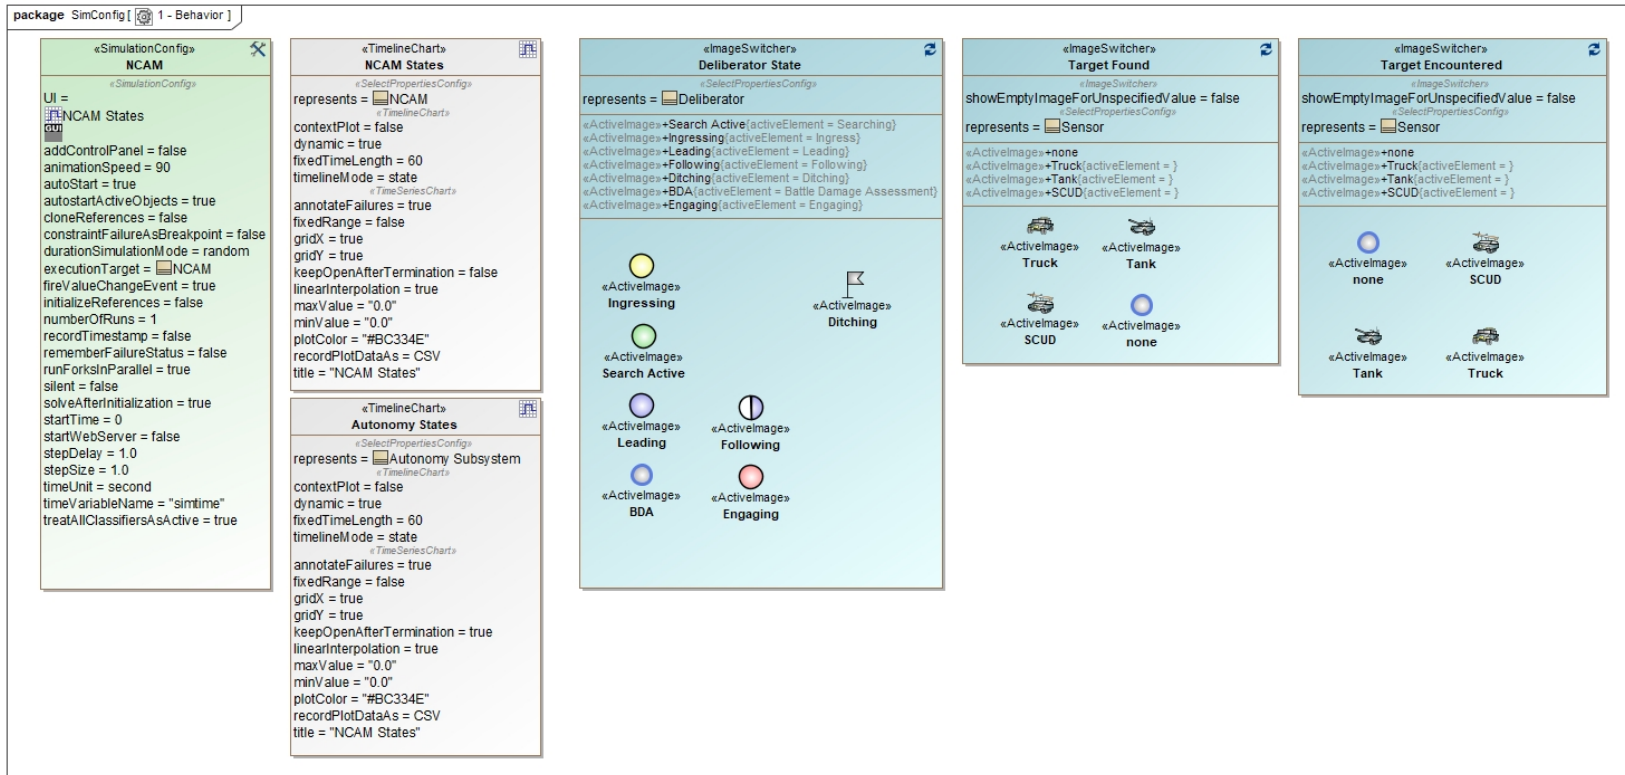 package SimConfig [ 1 - Behavior ]
«SimulationConfig»
NCAM
«SimulationConfig»
UI =
NCAM States
GUI
addControlPanel = false
animationSpeed = 90
autoStart = true
autostartActiveObjects = true
cloneReferences = false
constraintFailureAsBreakpoint = false
durationSimulationMode = random
executionTarget = NCAM
fireValueChangeEvent = true
initializeReferences = false
numberOfRuns = 1
recordTimestamp = false
rememberFailureStatus = false
runForksInParallel = true
silent = false
solveAfterInitialization = true
startTime = 0
startWebServer = false
stepDelay = 1.0
stepSize = 1.0
timeUnit = second
timeVariableName = "simtime"
treatAllClassifiersAsActive = true
«TimelineChart»
NCAM States
«SelectPropertiesConfig»
represents = NCAM
«TimelineChart»
contextPlot = false
dynamic = true
fixedTimeLength = 60
timelineMode = state
«TimeSeriesChart»
annotateFailures = true
fixedRange = false
gridX = true
gridY = true
keepOpenAfterTermination = false
linearInterpolation = true
maxValue = "0.0"
minValue = "0.0"
plotColor = "#BC334E"
recordPlotDataAs = CSV
title = "NCAM States"
«TimelineChart»
Autonomy States
«SelectPropertiesConfig»
represents = Autonomy Subsystem
«TimelineChart»
contextPlot = false
dynamic = true
fixedTimeLength = 60
timelineMode = state
«TimeSeriesChart»
annotateFailures = true
fixedRange = false
gridX = true
gridY = true
keepOpenAfterTermination = true
linearInterpolation = true
maxValue = "0.0"
minValue = "0.0"
plotColor = "#BC334E"
recordPlotDataAs = CSV
title = "NCAM States"
«ImageSwitcher»
Deliberator State
«SelectPropertiesConfig»
represents = Deliberator
«ActiveImage»+Search Active{activeElement = Searching}
«ActiveImage»+Ingressing{activeElement = Ingress}
«ActiveImage»+Leading{activeElement = Leading}
«ActiveImage»+Following{activeElement = Following}
«ActiveImage»+Ditching{activeElement = Ditching}
«ActiveImage»+BDA{activeElement = Battle Damage Assessment}
«ActiveImage»+Engaging{activeElement = Engaging}
«ActiveImage»
Ingressing
«ActiveImage»
Ditching
«ActiveImage»
Search Active
«ActiveImage»
Leading
«ActiveImage»
Following
«ActiveImage»
BDA
«ActiveImage»
Engaging
«ImageSwitcher»
Target Found
«ImageSwitcher»
showEmptyImageForUnspecifiedValue = false
«SelectPropertiesConfig»
represents = Sensor
«ActiveImage»+none
«ActiveImage»+Truck{activeElement = }
«ActiveImage»+Tank{activeElement = }
«ActiveImage»+SCUD{activeElement = }
«ActiveImage»
Truck
«ActiveImage»
Tank
«ActiveImage»
SCUD
«ActiveImage»
none
«ImageSwitcher»
Target Encountered
«ImageSwitcher»
showEmptyImageForUnspecifiedValue = false
«SelectPropertiesConfig»
represents = Sensor
«ActiveImage»+none
«ActiveImage»+Truck{activeElement = }
«ActiveImage»+Tank{activeElement = }
«ActiveImage»+SCUD{activeElement = }
«ActiveImage»
none
«ActiveImage»
SCUD
«ActiveImage»
Tank
«ActiveImage»
Truck